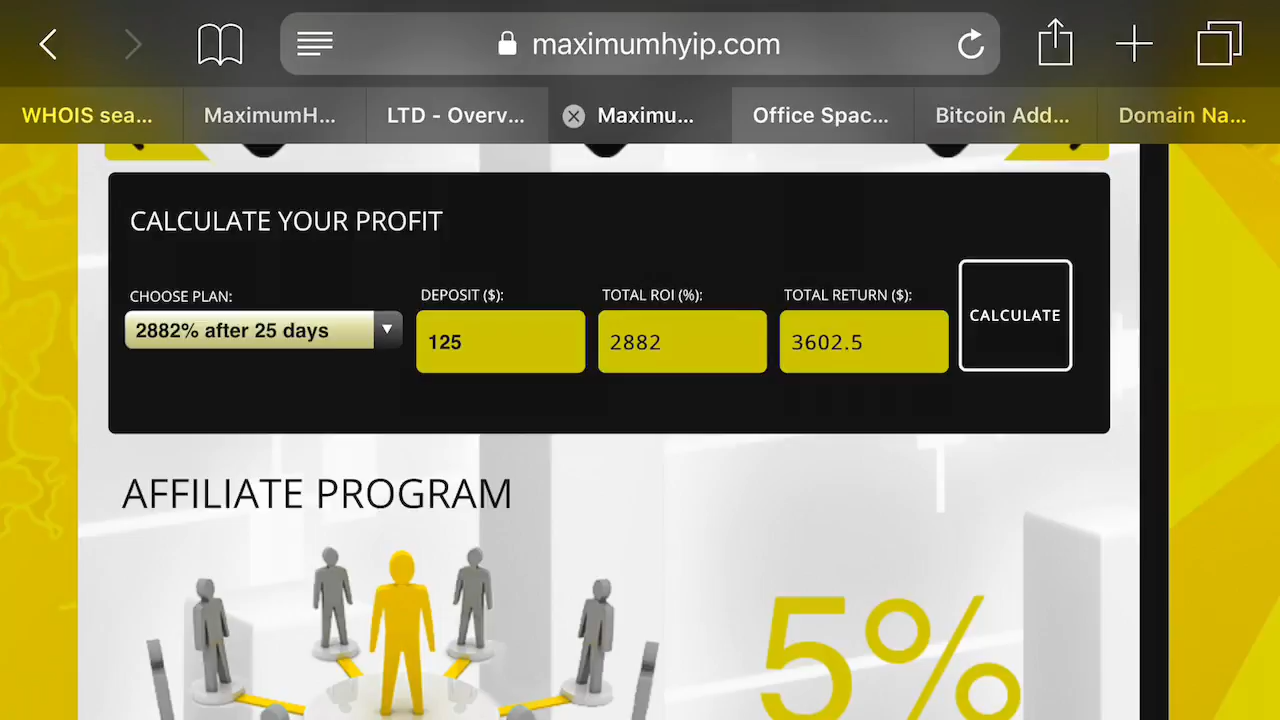 maximumhyip.com
WHOIS sea...
MaximumH...
LTD - Overv...
Maximu...
Office Spac...
Bitcoin Add...
Domain Na...
CALCULATE YOUR PROFIT
CHOOSE PLAN:
DEPOSIT ($):
TOTAL ROI (%):
TOTAL RETURN ($):
2882% after 25 days
125
2882
3602.5
CALCULATE
AFFILIATE PROGRAM
5%